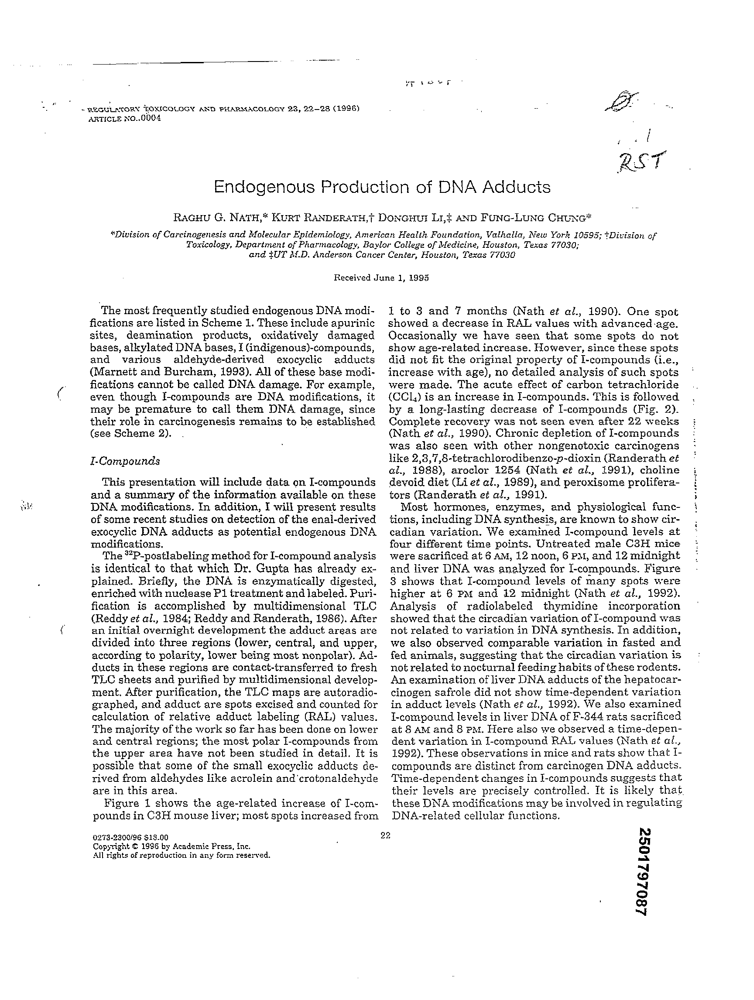 REGULATORY TOXICOLOGY AND PHARMACOLOGY 23, 22–28 (1996)
ARTICLE NO. 0004
RST
Endogenous Production of DNA Adducts
RAGHU G. NATH,* KURT RANDERATH,† DONGHUI LI,‡ AND FUNG-LUNG CHUNG*
*Division of Carcinogenesis and Molecular Epidemiology, American Health Foundation, Valhalla, New York 10595; †Division of
Toxicology, Department of Pharmacology, Baylor College of Medicine, Houston, Texas 77030;
and ‡UT M.D. Anderson Cancer Center, Houston, Texas 77030
Received June 1, 1995
The most frequently studied endogenous DNA modi-
fications are listed in Scheme 1. These include apurinic
sites, deamination products, oxidatively damaged
bases, alkylated DNA bases, I (indigenous)-compounds,
and various aldehyde-derived exocyclic adducts
(Marnett and Burcham, 1993). All of these base modi-
fications cannot be called DNA damage. For example,
even though I-compounds are DNA modifications, it
may be premature to call them DNA damage, since
their role in carcinogenesis remains to be established
(see Scheme 2).
I-Compounds
This presentation will include data on I-compounds
and a summary of the information available on these
DNA modifications. In addition, I will present results
of some recent studies on detection of the enal-derived
exocyclic DNA adducts as potential endogenous DNA
modifications.
The ³²P-postlabeling method for I-compound analysis
is identical to that which Dr. Gupta has already ex-
plained. Briefly, the DNA is enzymatically digested,
enriched with nuclease P1 treatment and labeled. Puri-
fication is accomplished by multidimensional TLC
(Reddy et al., 1984; Reddy and Randerath, 1986). After
an initial overnight development the adduct areas are
divided into three regions (lower, central, and upper,
according to polarity, lower being most nonpolar). Ad-
ducts in these regions are contact-transferred to fresh
TLC sheets and purified by multidimensional develop-
ment. After purification, the TLC maps are autoradio-
graphed, and adduct are spots excised and counted for
calculation of relative adduct labeling (RAL) values.
The majority of the work so far has been done on lower
and central regions; the most polar I-compounds from
the upper area have not been studied in detail. It is
possible that some of the small exocyclic adducts de-
rived from aldehydes like acrolein and crotonaldehyde
are in this area.
Figure 1 shows the age-related increase of I-com-
pounds in C3H mouse liver; most spots increased from
1 to 3 and 7 months (Nath et al., 1990). One spot
showed a decrease in RAL values with advanced age.
Occasionally we have seen that some spots do not
show age-related increase. However, since these spots
did not fit the original property of I-compounds (i.e.,
increase with age), no detailed analysis of such spots
were made. The acute effect of carbon tetrachloride
(CCl₄) is an increase in I-compounds. This is followed
by a long-lasting decrease of I-compounds (Fig. 2).
Complete recovery was not seen even after 22 weeks
(Nath et al., 1990). Chronic depletion of I-compounds
was also seen with other nongenotoxic carcinogens
like 2,3,7,8-tetrachlorodibenzo-p-dioxin (Randerath et
al., 1988), aroclor 1254 (Nath et al., 1991), choline
devoid diet (Li et al., 1989), and peroxisome prolifera-
tors (Randerath et al., 1991).
Most hormones, enzymes, and physiological func-
tions, including DNA synthesis, are known to show cir-
cadian variation. We examined I-compound levels at
four different time points. Untreated male C3H mice
were sacrificed at 6 AM, 12 noon, 6 PM, and 12 midnight
and liver DNA was analyzed for I-compounds. Figure
3 shows that I-compound levels of many spots were
higher at 6 PM and 12 midnight (Nath et al., 1992).
Analysis of radiolabeled thymidine incorporation
showed that the circadian variation of I-compound was
not related to variation in DNA synthesis. In addition,
we also observed comparable variation in fasted and
fed animals, suggesting that the circadian variation is
not related to nocturnal feeding habits of these rodents.
An examination of liver DNA adducts of the hepatocar-
cinogen safrole did not show time-dependent variation
in adduct levels (Nath et al., 1992). We also examined
I-compound levels in liver DNA of F-344 rats sacrificed
at 8 AM and 8 PM. Here also we observed a time-depen-
dent variation in I-compound RAL values (Nath et al.,
1992). These observations in mice and rats show that I-
compounds are distinct from carcinogen DNA adducts.
Time-dependent changes in I-compounds suggests that
their levels are precisely controlled. It is likely that
these DNA modifications may be involved in regulating
DNA-related cellular functions.
0273-2300/96 $18.00
Copyright © 1996 by Academic Press, Inc.
All rights of reproduction in any form reserved.
22
2501797087